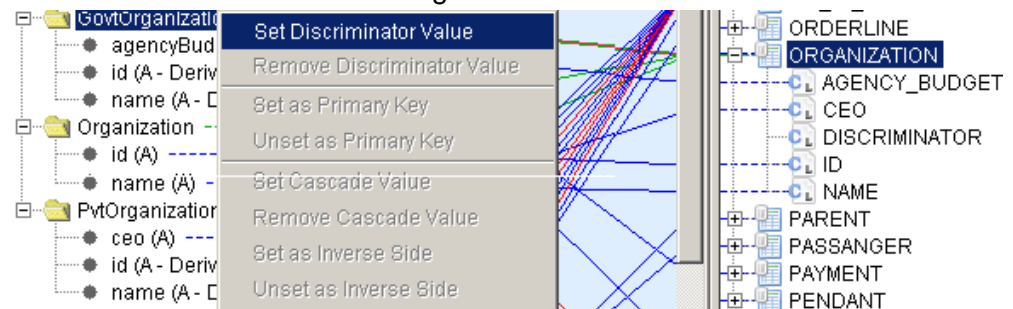 GovtOrganizatio
agencyBud
id (A - Deriv
name (A - D
Organization
id (A)
name (A)
PvtOrganization
ceo (A)
id (A - Deriv
name (A - D
Set Discriminator Value
Remove Discriminator Value
Set as Primary Key
Unset as Primary Key
Set Cascade Value
Remove Cascade Value
Set as Inverse Side
Unset as Inverse Side
ORDERLINE
ORGANIZATION
AGENCY_BUDGET
CEO
DISCRIMINATOR
ID
NAME
PARENT
PASSANGER
PAYMENT
PENDANT